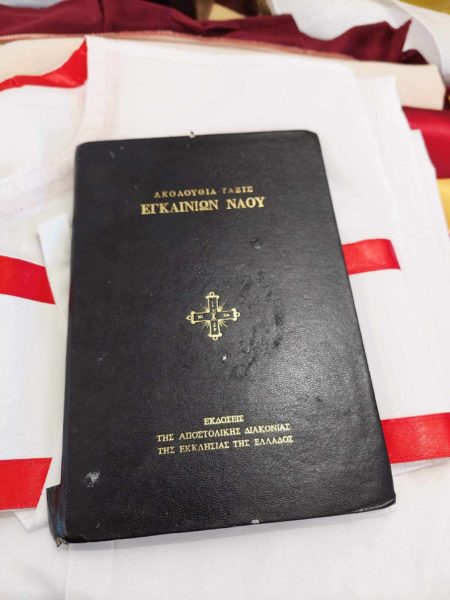 ΑΚΟΛΟΥΘΙΑ ΤΑΞΙΣ
ΕΓΚΑΙΝΙΩΝ ΝΑΟΥ
ΕΚΔΟΣΕΙΣ
ΤΗΣ ΑΠΟΣΤΟΛΙΚΗΣ ΔΙΑΚΟΝΙΑΣ
ΤΗΣ ΕΚΚΛΗΣΙΑΣ ΤΗΣ ΕΛΛΑΔΟΣ